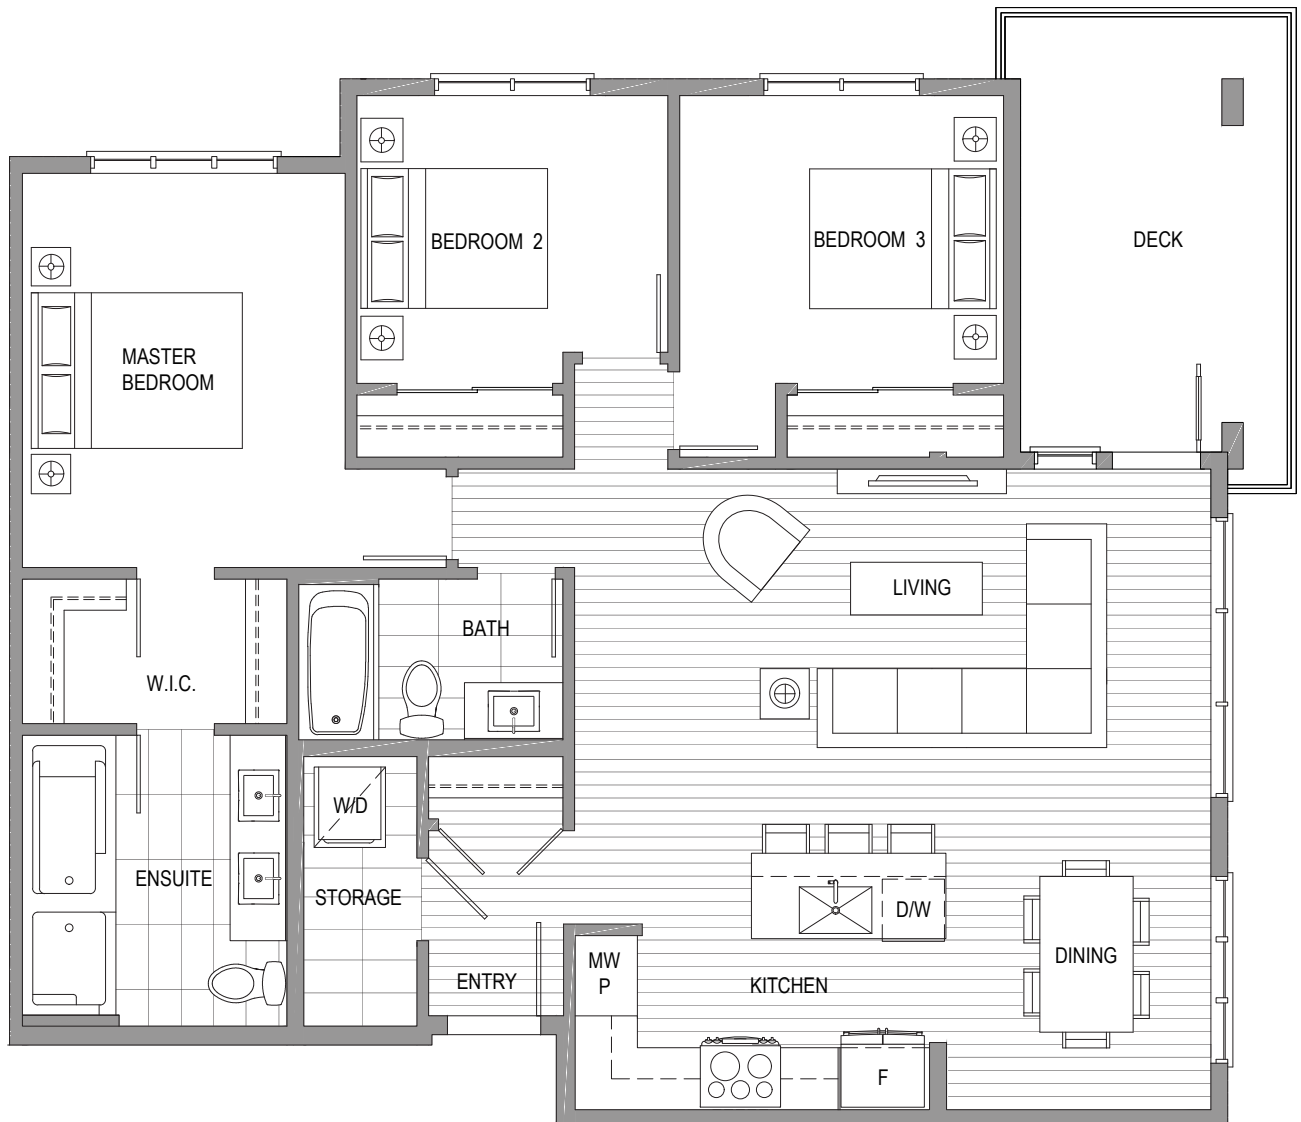 BEDROOM 2
BEDROOM 3
DECK
MASTER
BEDROOM
LIVING
BATH
W.I.C.
W/D
ENSUITE
STORAGE
D/W
DINING
MW
P
ENTRY
KITCHEN
F